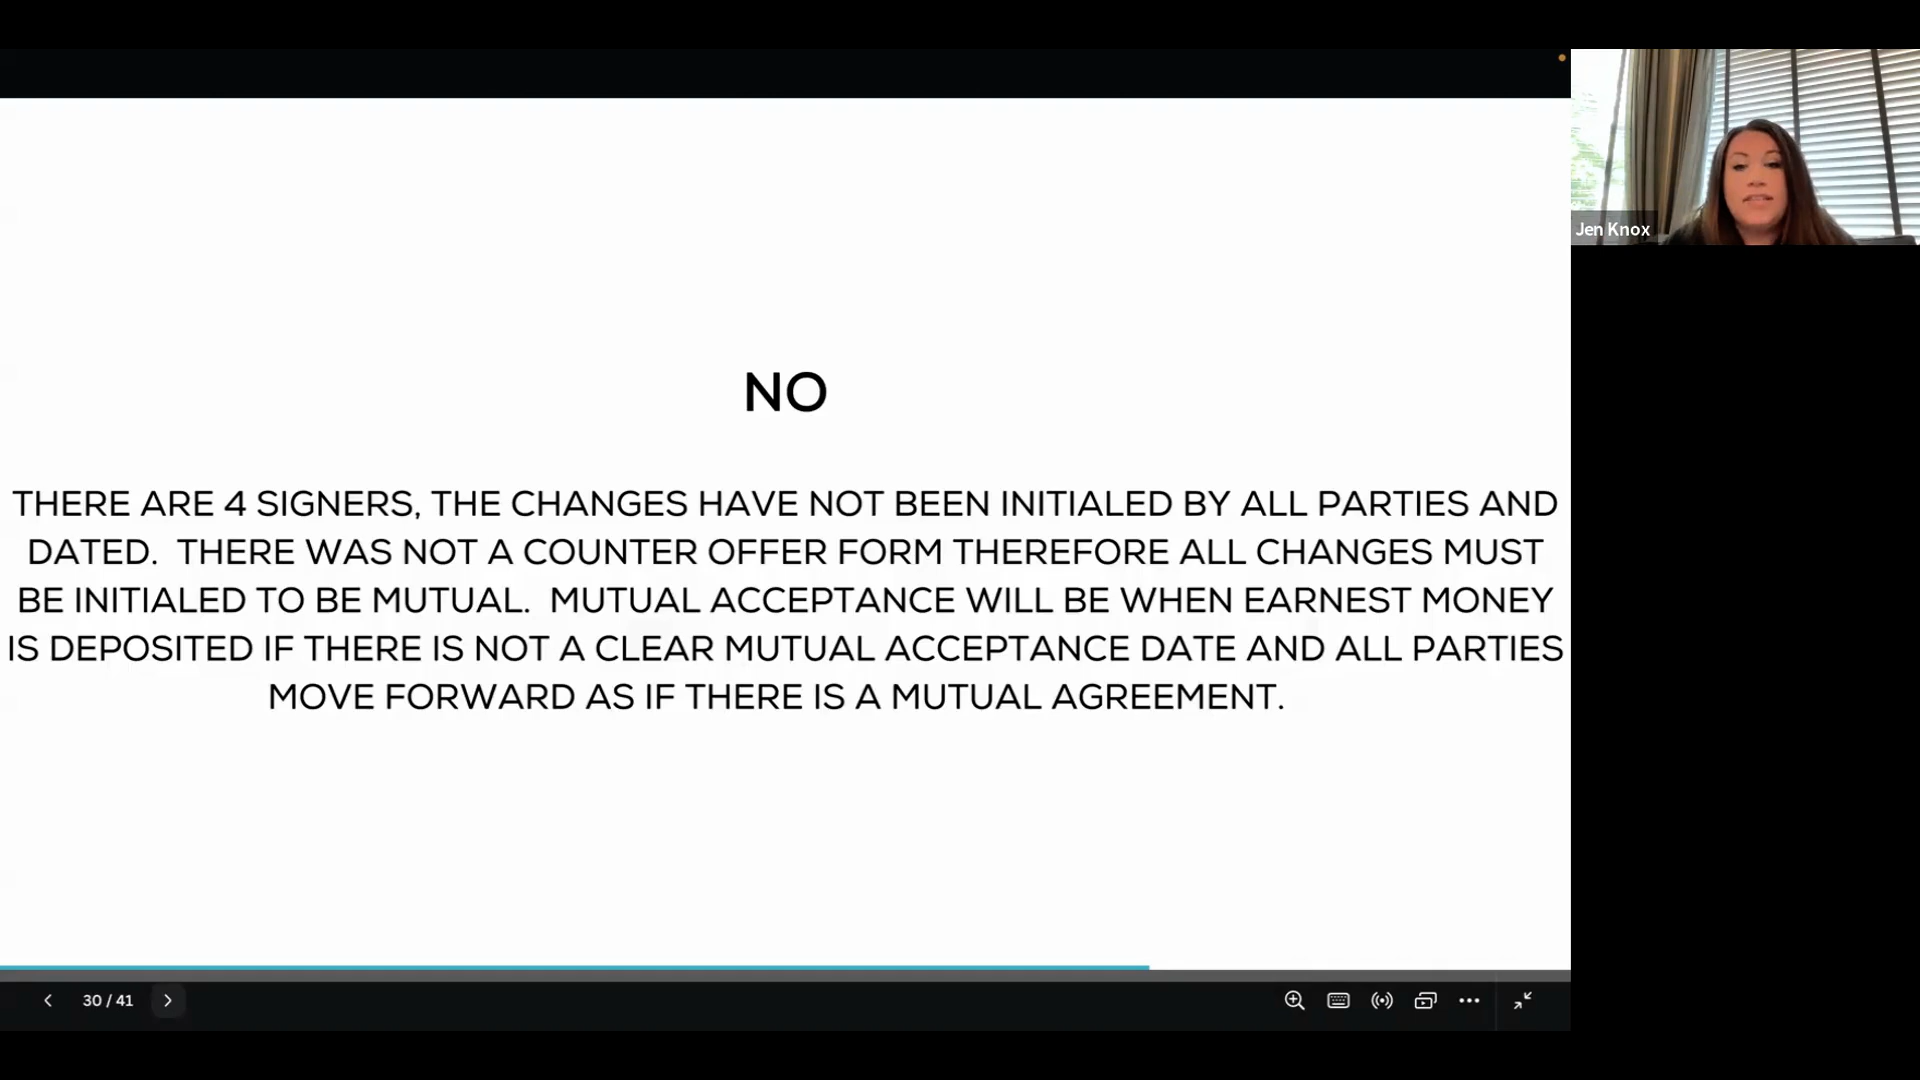 NO
THERE ARE 4 SIGNERS, THE CHANGES HAVE NOT BEEN INITIALED BY ALL PARTIES AND
DATED. THERE WAS NOT A COUNTER OFFER FORM THEREFORE ALL CHANGES MUST
BE INITIALED TO BE MUTUAL. MUTUAL ACCEPTANCE WILL BE WHEN EARNEST MONEY
IS DEPOSITED IF THERE IS NOT A CLEAR MUTUAL ACCEPTANCE DATE AND ALL PARTIES
MOVE FORWARD AS IF THERE IS A MUTUAL AGREEMENT.
Jen Knox
30 / 41